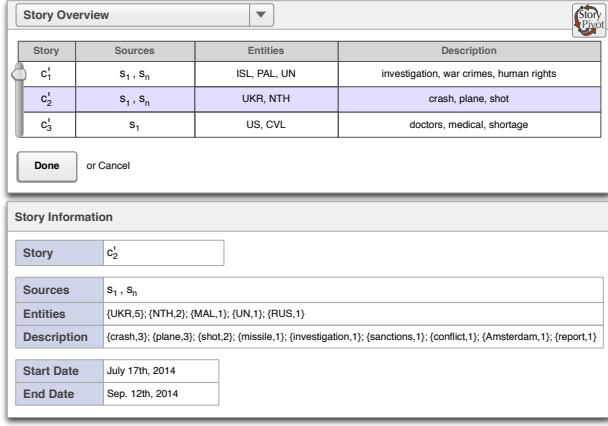 Story Overview
Story Pivot
Story Sources Entities Description
c'1 s1 , sn ISL, PAL, UN investigation, war crimes, human rights
c'2 s1 , sn UKR, NTH crash, plane, shot
c'3 s1 US, CVL doctors, medical, shortage
Done or Cancel
Story Information
Story c'2
Sources s1 , sn
Entities {UKR,5}; {NTH,2}; {MAL,1}; {UN,1}; {RUS,1}
Description {crash,3}; {plane,3}; {shot,2}; {missile,1}; {investigation,1}; {sanctions,1}; {conflict,1}; {Amsterdam,1}; {report,1}
Start Date July 17th, 2014
End Date Sep. 12th, 2014